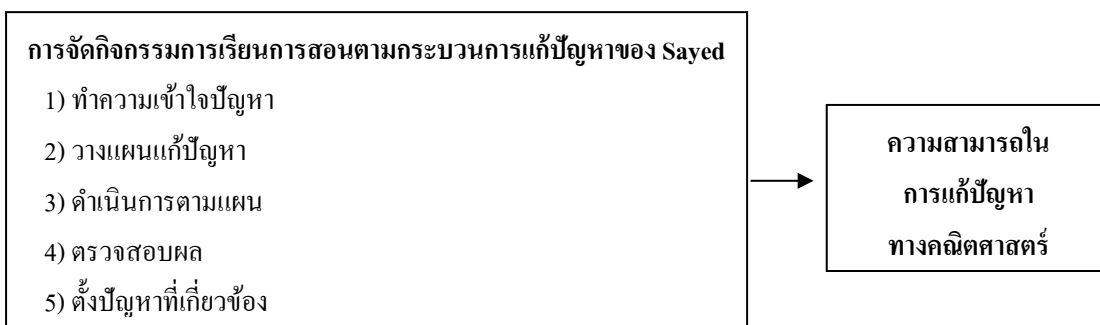 การจัดกิจกรรมการเรียนการสอนตามกระบวนการแก้ปัญหาของ Sayed
1) ทำความเข้าใจปัญหา
2) วางแผนแก้ปัญหา
3) ดำเนินการตามแผน
4) ตรวจสอบผล
5) ตั้งปัญหาที่เกี่ยวข้อง
ความสามารถใน
การแก้ปัญหา
ทางคณิตศาสตร์